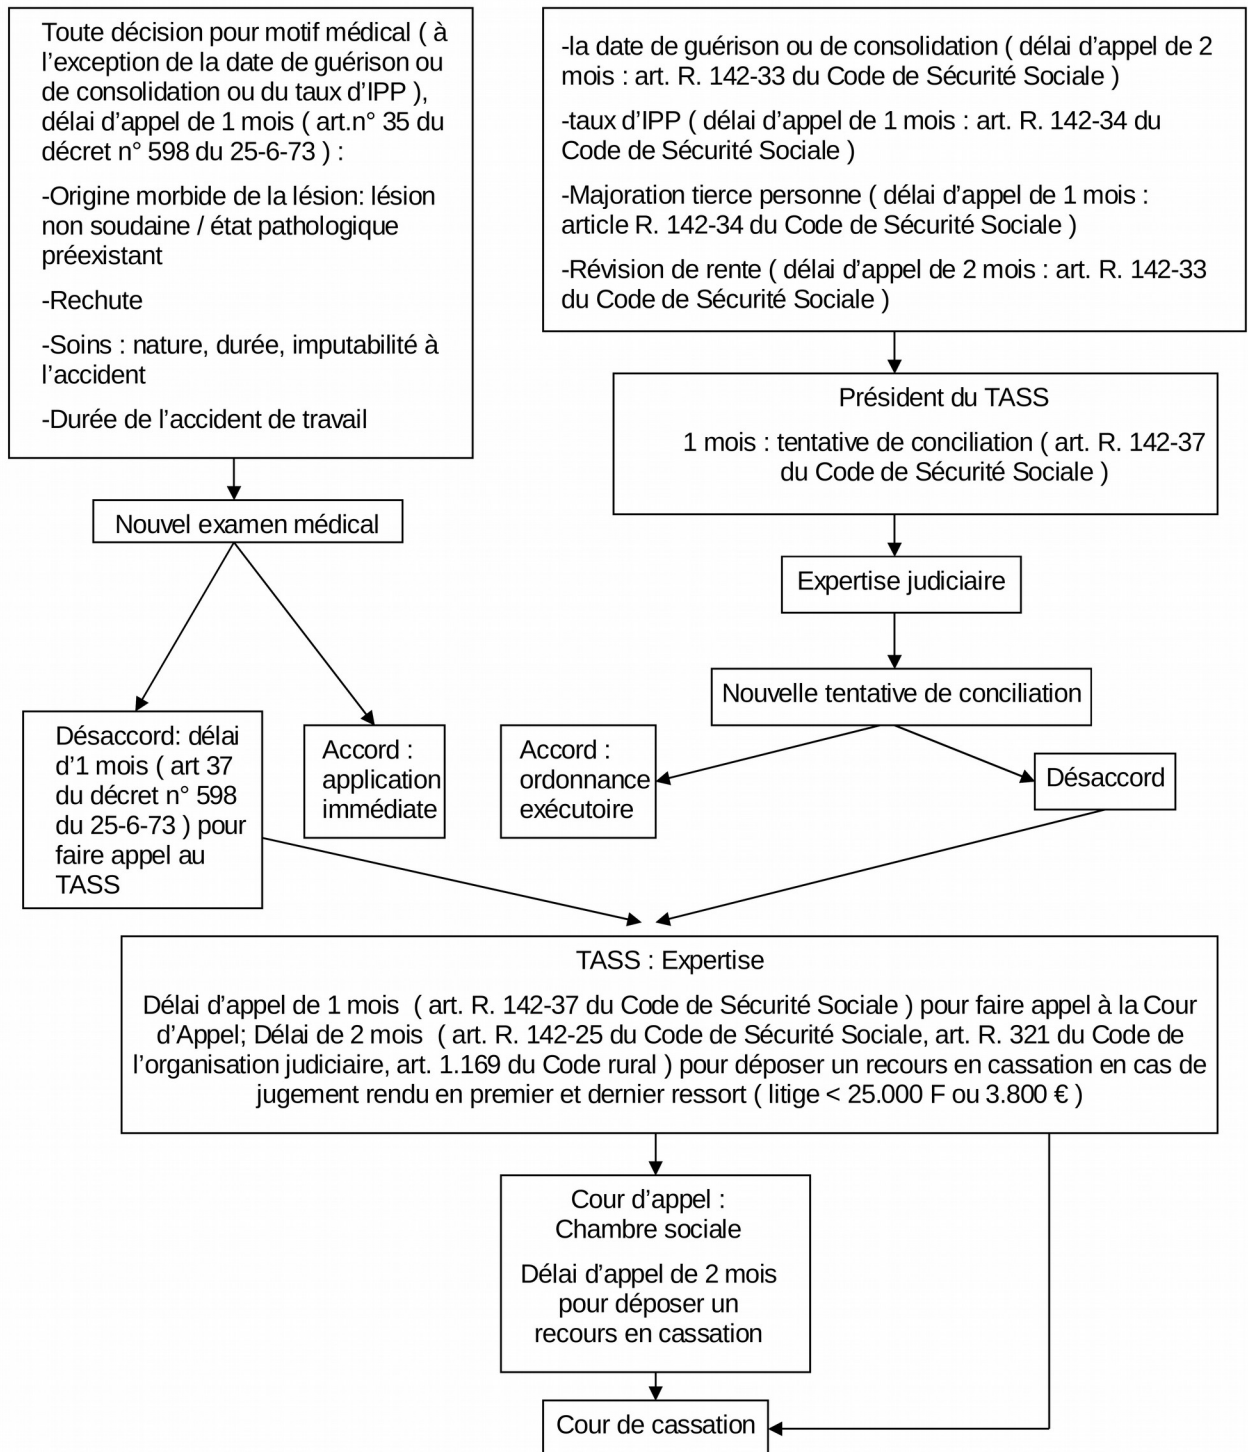 Toute décision pour motif médical ( à
l’exception de la date de guérison ou
de consolidation ou du taux d’IPP ),
délai d’appel de 1 mois ( art.n° 35 du
décret n° 598 du 25-6-73 ) :
-Origine morbide de la lésion: lésion
non soudaine / état pathologique
préexistant
-Rechute
-Soins : nature, durée, imputabilité à
l’accident
-Durée de l’accident de travail
-la date de guérison ou de consolidation ( délai d’appel de 2
mois : art. R. 142-33 du Code de Sécurité Sociale )
-taux d’IPP ( délai d’appel de 1 mois : art. R. 142-34 du
Code de Sécurité Sociale )
-Majoration tierce personne ( délai d’appel de 1 mois :
article R. 142-34 du Code de Sécurité Sociale )
-Révision de rente ( délai d’appel de 2 mois : art. R. 142-33
du Code de Sécurité Sociale )
Président du TASS
1 mois : tentative de conciliation ( art. R. 142-37
du Code de Sécurité Sociale )
Nouvel examen médical
Expertise judiciaire
Nouvelle tentative de conciliation
Désaccord: délai
d’1 mois ( art 37
du décret n° 598
du 25-6-73 ) pour
faire appel au
TASS
Accord :
application
immédiate
Accord :
ordonnance
exécutoire
Désaccord
TASS : Expertise
Délai d’appel de 1 mois  ( art. R. 142-37 du Code de Sécurité Sociale ) pour faire appel à la Cour
d’Appel; Délai de 2 mois  ( art. R. 142-25 du Code de Sécurité Sociale, art. R. 321 du Code de
l’organisation judiciaire, art. 1.169 du Code rural ) pour déposer un recours en cassation en cas de
jugement rendu en premier et dernier ressort ( litige < 25.000 F ou 3.800 € )
Cour d’appel :
Chambre sociale
Délai d’appel de 2 mois
pour déposer un
recours en cassation
Cour de cassation